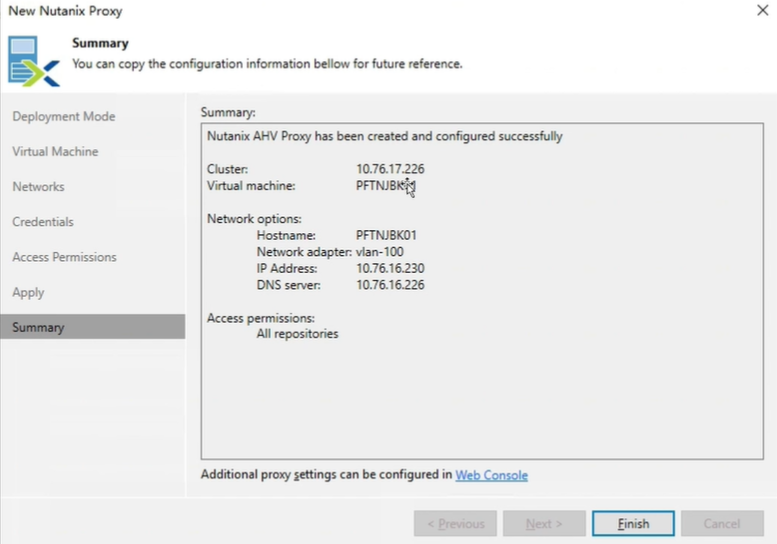 New Nutanix Proxy
Summary
You can copy the configuration information bellow for future reference.
Deployment Mode
Virtual Machine
Networks
Credentials
Access Permissions
Apply
Summary
Summary:
Nutanix AHV Proxy has been created and configured successfully
Cluster: 10.76.17.226
Virtual machine: PFTNJBK01
Network options:
Hostname: PFTNJBK01
Network adapter: vlan-100
IP Address: 10.76.16.230
DNS server: 10.76.16.226
Access permissions:
All repositories
Additional proxy settings can be configured in Web Console
< Previous
Next >
Finish
Cancel